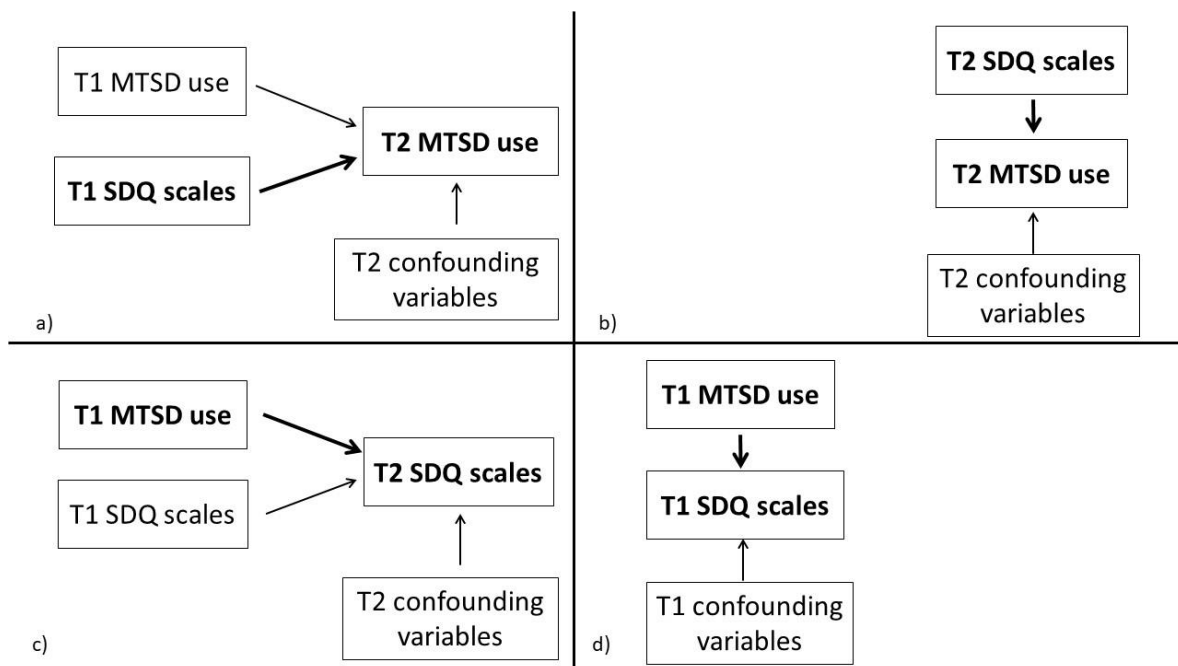 T1 MTSD use
T2 MTSD use
T1 SDQ scales
T2 confounding
variables
a)
T2 SDQ scales
T2 MTSD use
T2 confounding
variables
b)
T1 MTSD use
T2 SDQ scales
T1 SDQ scales
T2 confounding
variables
c)
T1 MTSD use
T1 SDQ scales
T1 confounding
variables
d)